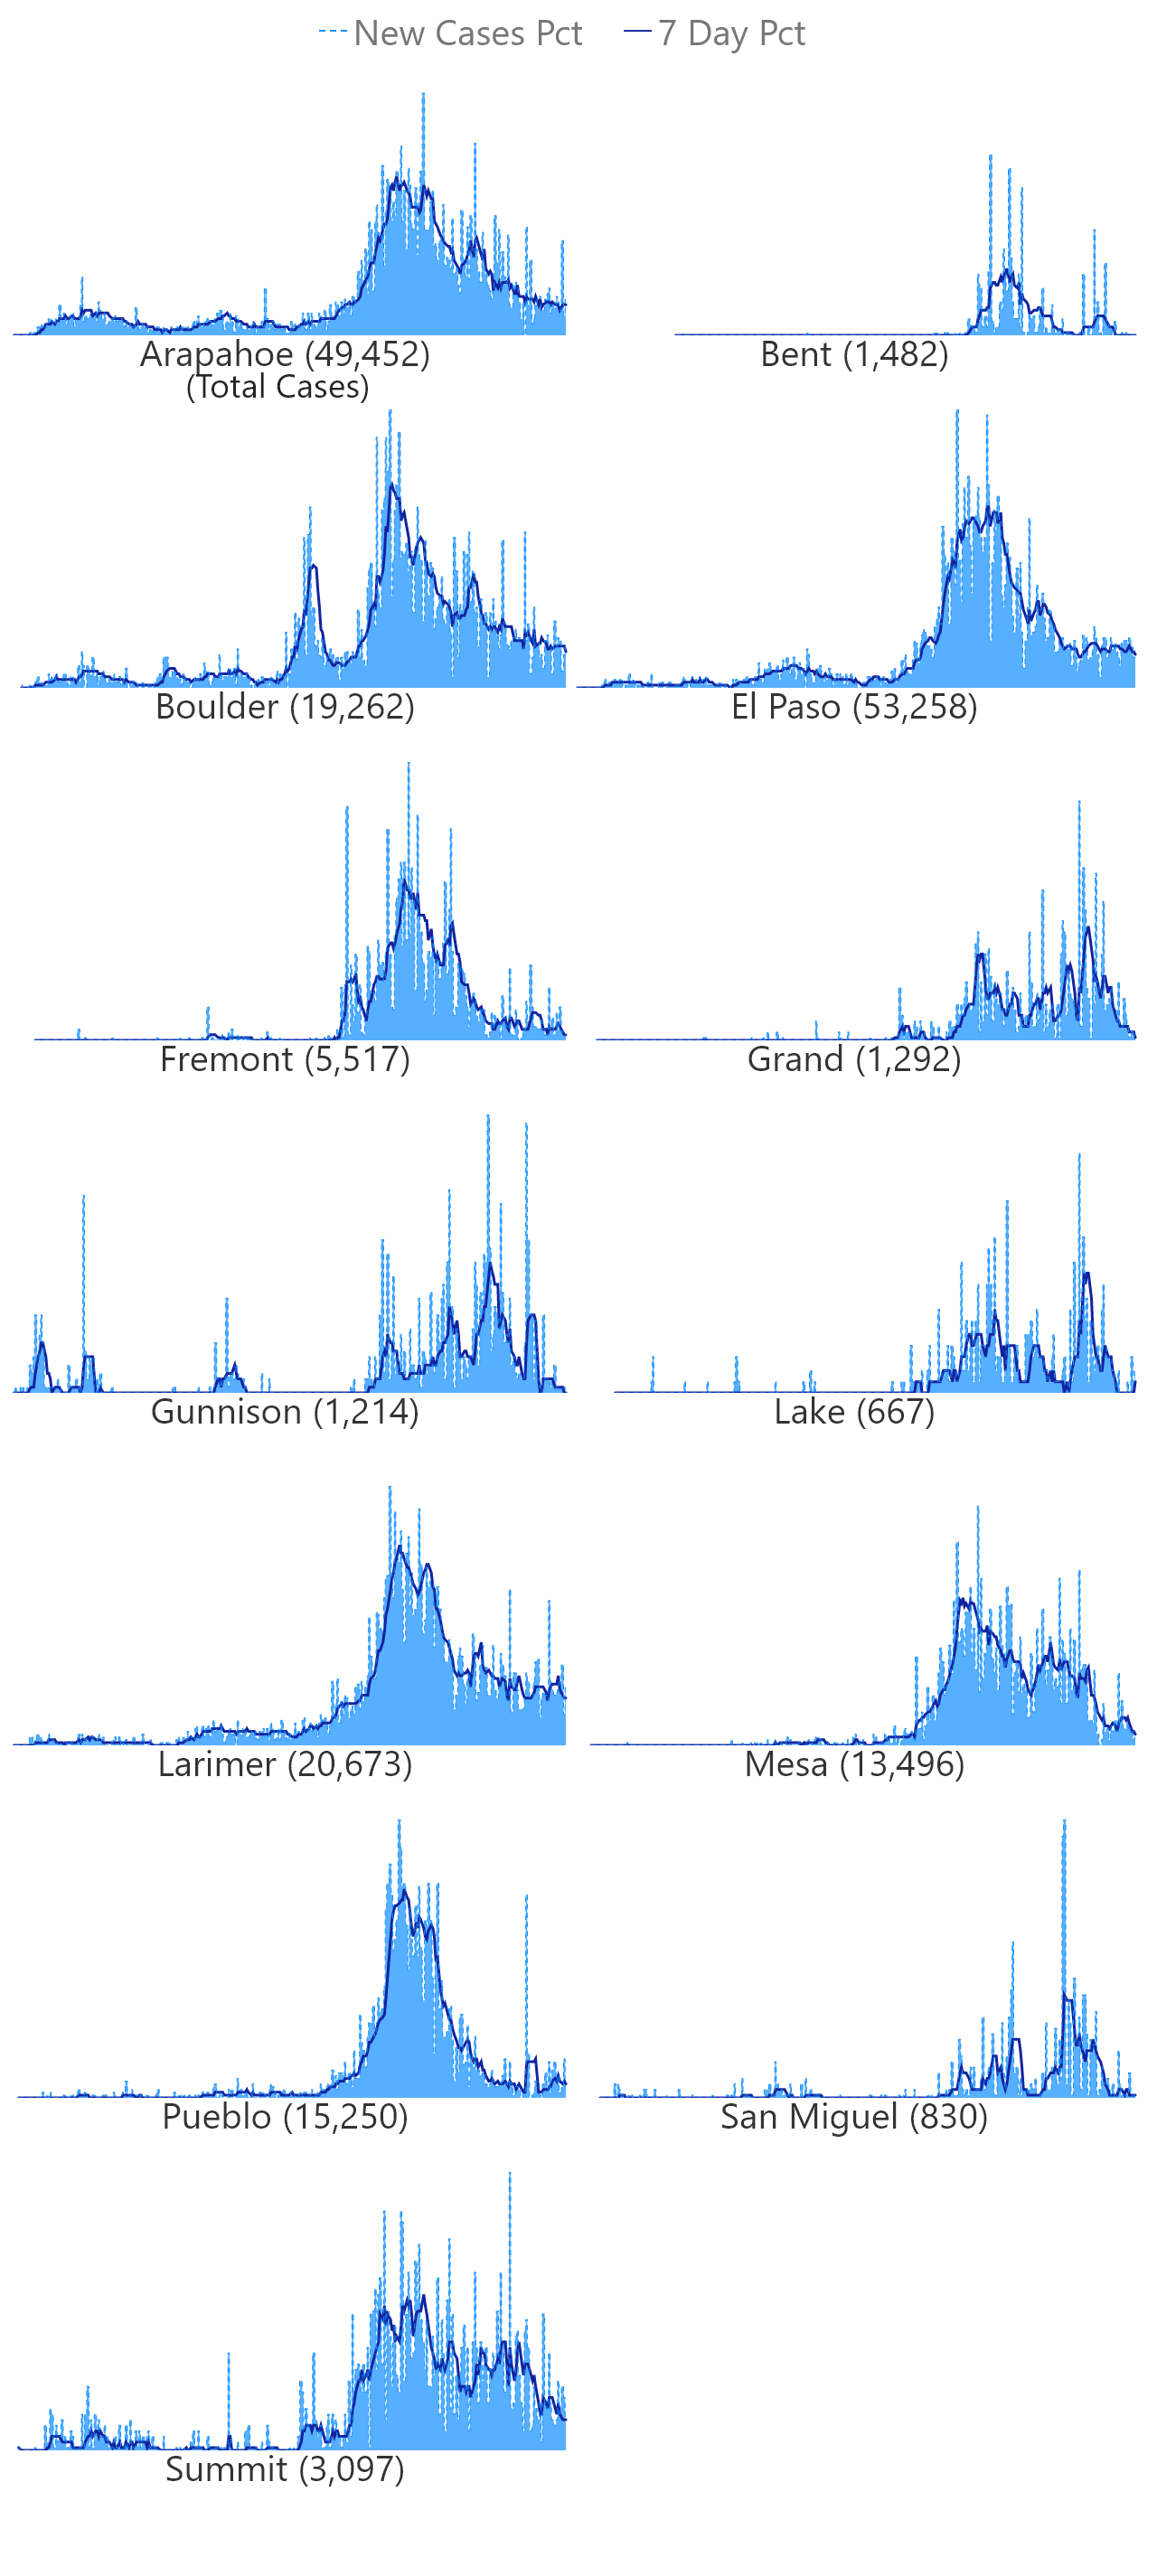 New Cases Pct 7 Day Pct
Arapahoe (49,452)
(Total Cases)
Bent (1,482)
Boulder (19,262)
El Paso (53,258)
Fremont (5,517)
Grand (1,292)
Gunnison (1,214)
Lake (667)
Larimer (20,673)
Mesa (13,496)
Pueblo (15,250)
San Miguel (830)
Summit (3,097)